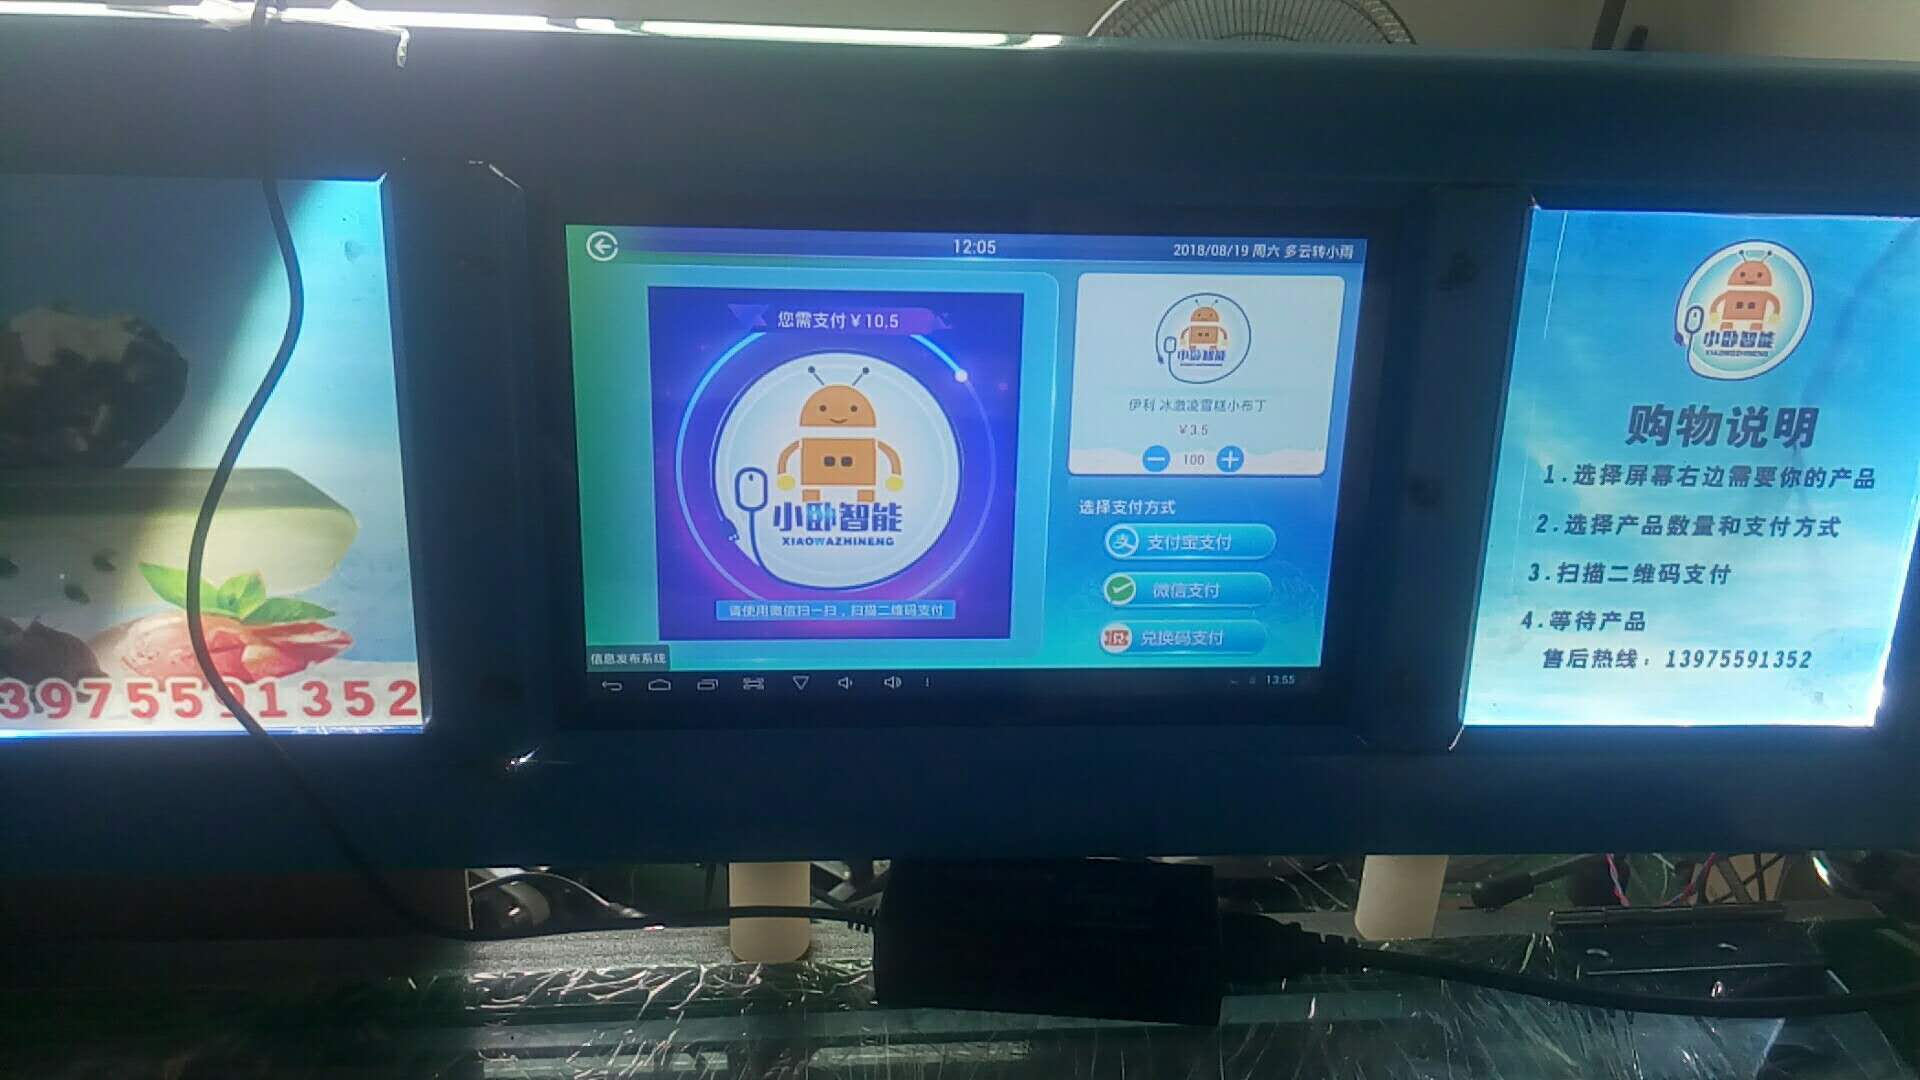 13975591352
12:05
2018/08/19 周六 多云转小雨
您需支付￥10.5
小卧智能
XIAOWAZHINENG
请使用微信扫一扫，扫描二维码支付
小卧智能
伊利 冰激凌雪糕小布丁
￥3.5
100
选择支付方式
支付宝支付
微信支付
兑换码支付
信息发布系统
13:55
小卧智能
XIAOWAZHINENG
购物说明
1.选择屏幕右边需要你的产品
2.选择产品数量和支付方式
3.扫描二维码支付
4.等待产品
售后热线：13975591352